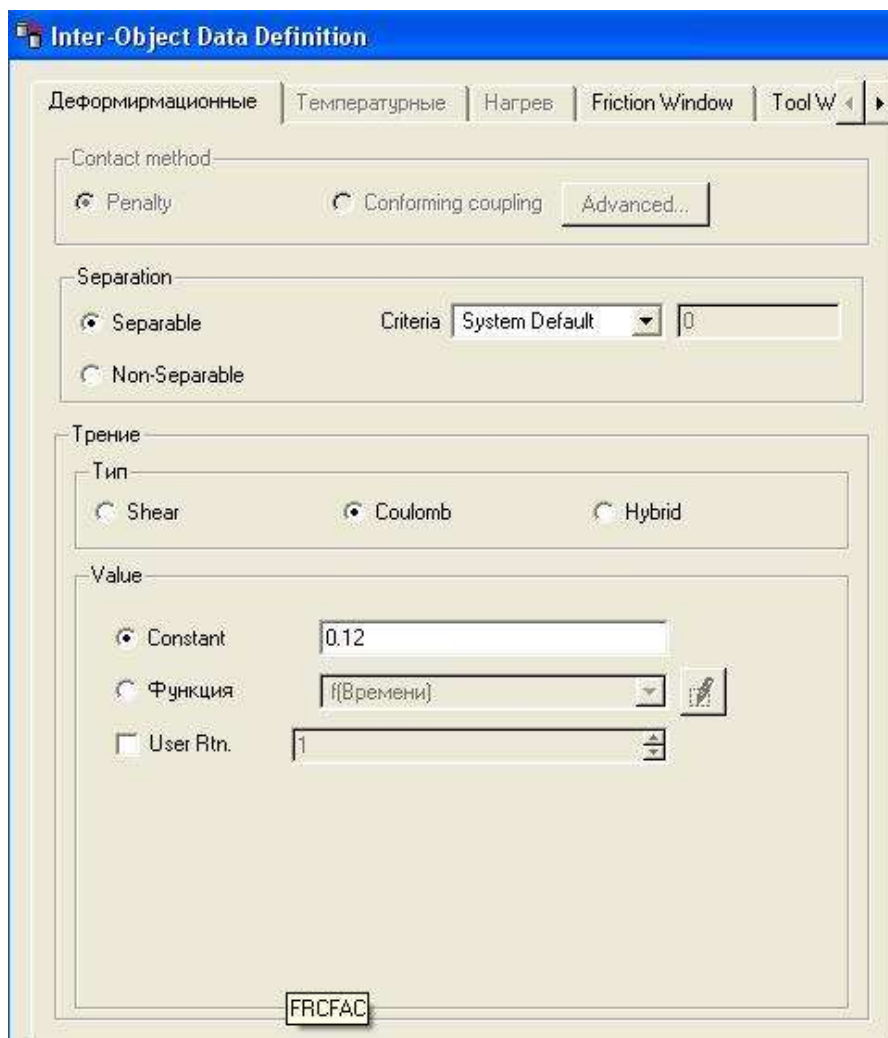 Inter-Object Data Definition
Деформирмационные Температурные Нагрев Friction Window Tool W
Contact method
Penalty Conforming coupling Advanced...
Separation
Separable Criteria System Default 0
Non-Separable
Трение
Тип
Shear Coulomb Hybrid
Value
Constant 0.12
Функция f(Времени)
User Rtn. 1
FRCFAC